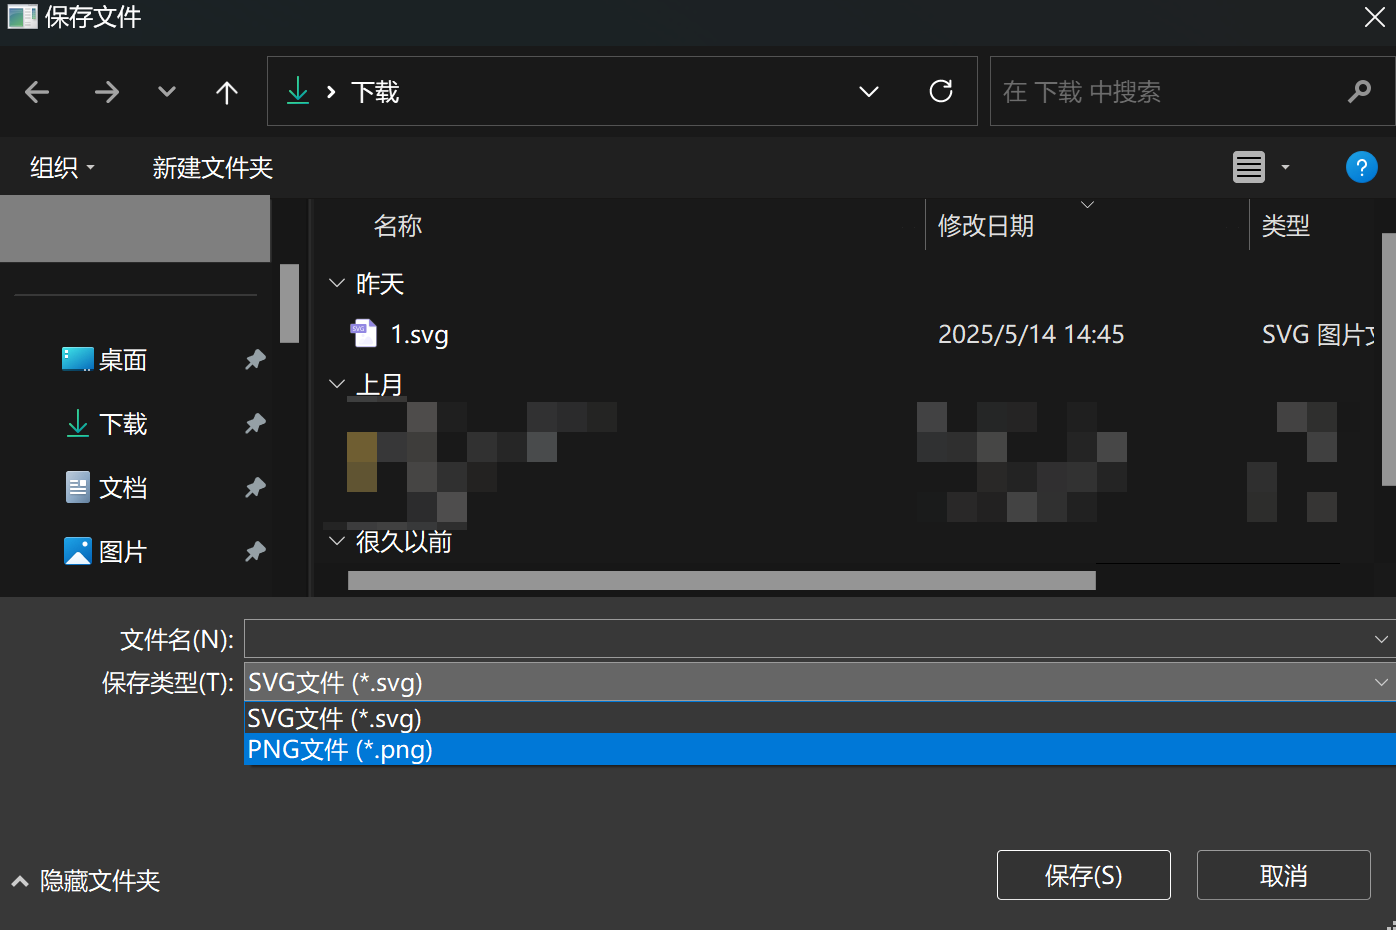 保存文件
下载
在 下载 中搜索
组织
新建文件夹
?
名称
修改日期
类型
昨天
SVG
1.svg
2025/5/14 14:45
SVG 图片
上月
很久以前
桌面
下载
文档
图片
文件名(N):
保存类型(T):
SVG文件 (*.svg)
SVG文件 (*.svg)
PNG文件 (*.png)
隐藏文件夹
保存(S)
取消